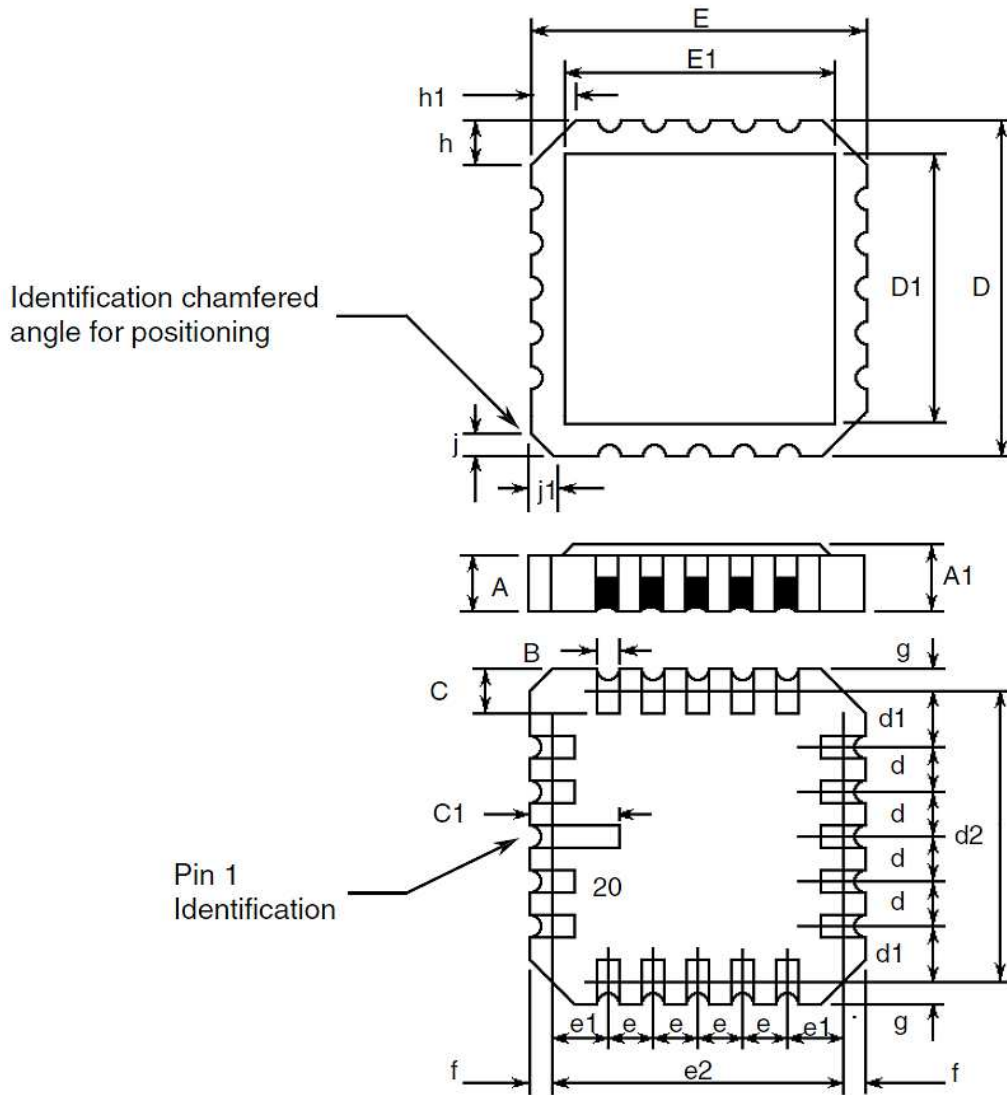 E
E1
h1
h
Identification chamfered
angle for positioning
D1
D
j
j1
A
A1
B
g
C
d1
d
C1
d
d2
d
Pin 1
Identification
20
d
d1
e1 e e e e e1
g
f
e2
f